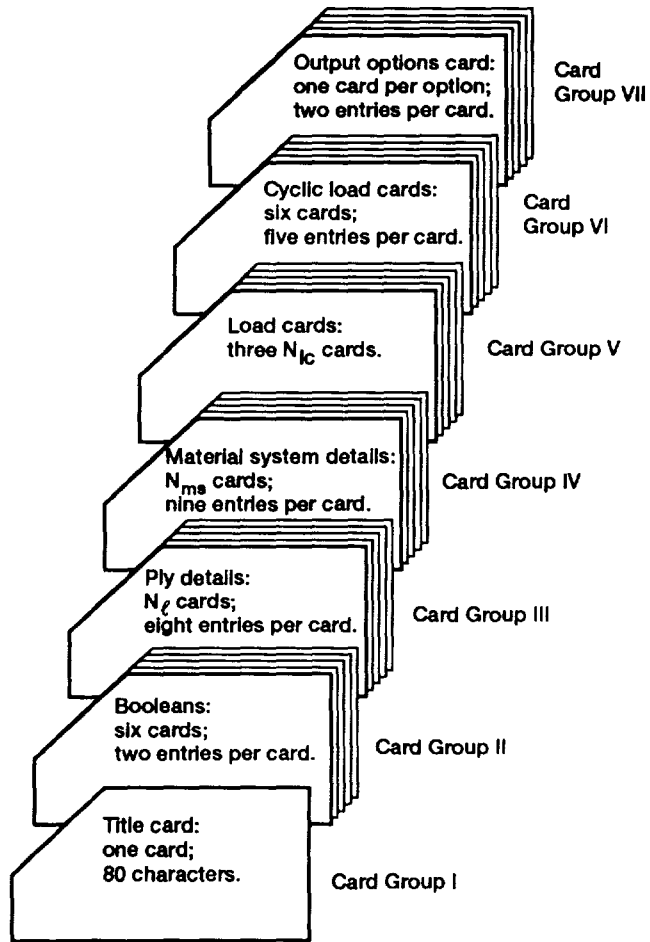 Output options card:
one card per option;
two entries per card.
Card
Group VII
Cyclic load cards:
six cards;
five entries per card.
Card
Group VI
Load cards:
three N_lc cards.
Card Group V
Material system details:
N_ms cards;
nine entries per card.
Card Group IV
Ply details:
N_ℓ cards;
eight entries per card.
Card Group III
Booleans:
six cards;
two entries per card.
Card Group II
Title card:
one card;
80 characters.
Card Group I